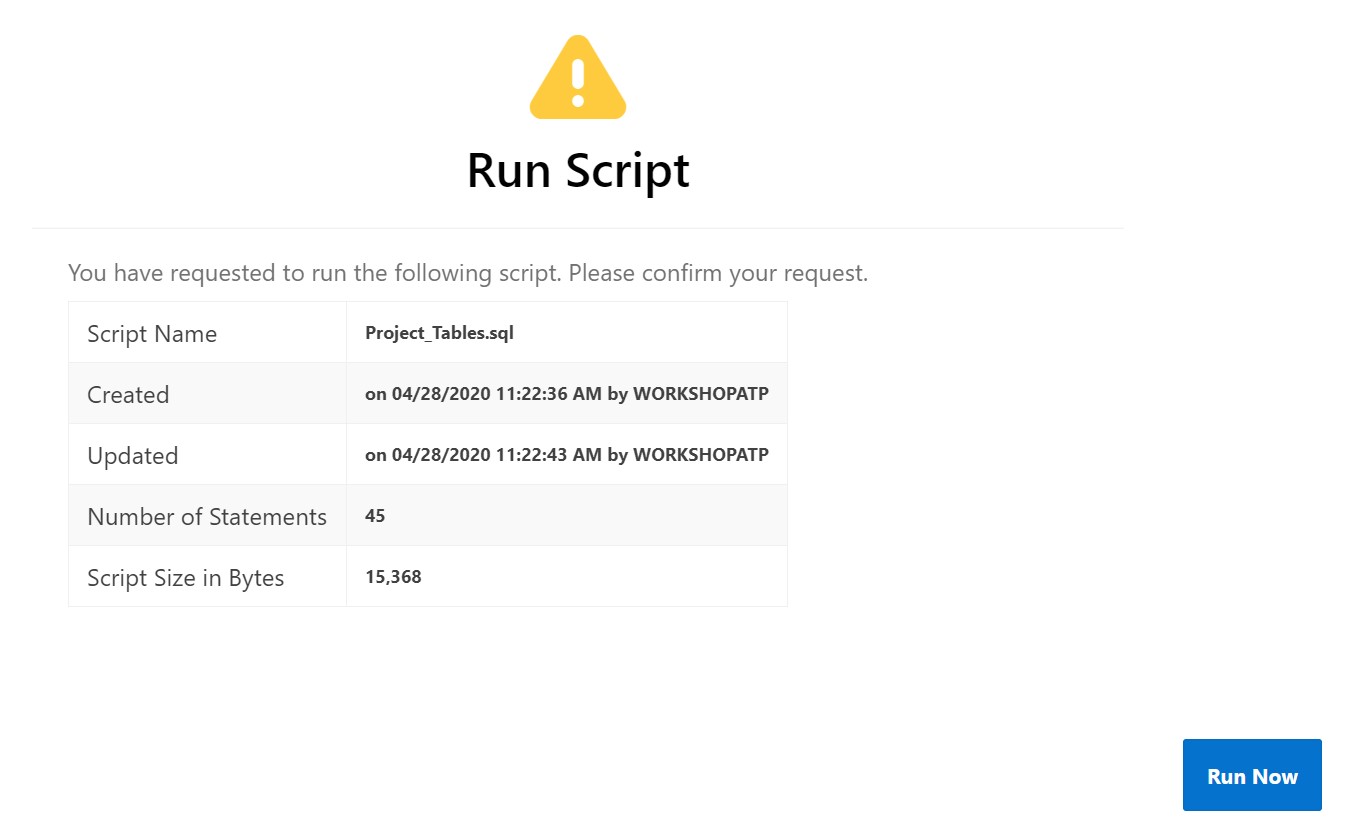 Run Script
You have requested to run the following script. Please confirm your request.
Script Name Project_Tables.sql
Created on 04/28/2020 11:22:36 AM by WORKSHOPATP
Updated on 04/28/2020 11:22:43 AM by WORKSHOPATP
Number of Statements 45
Script Size in Bytes 15,368
Run Now